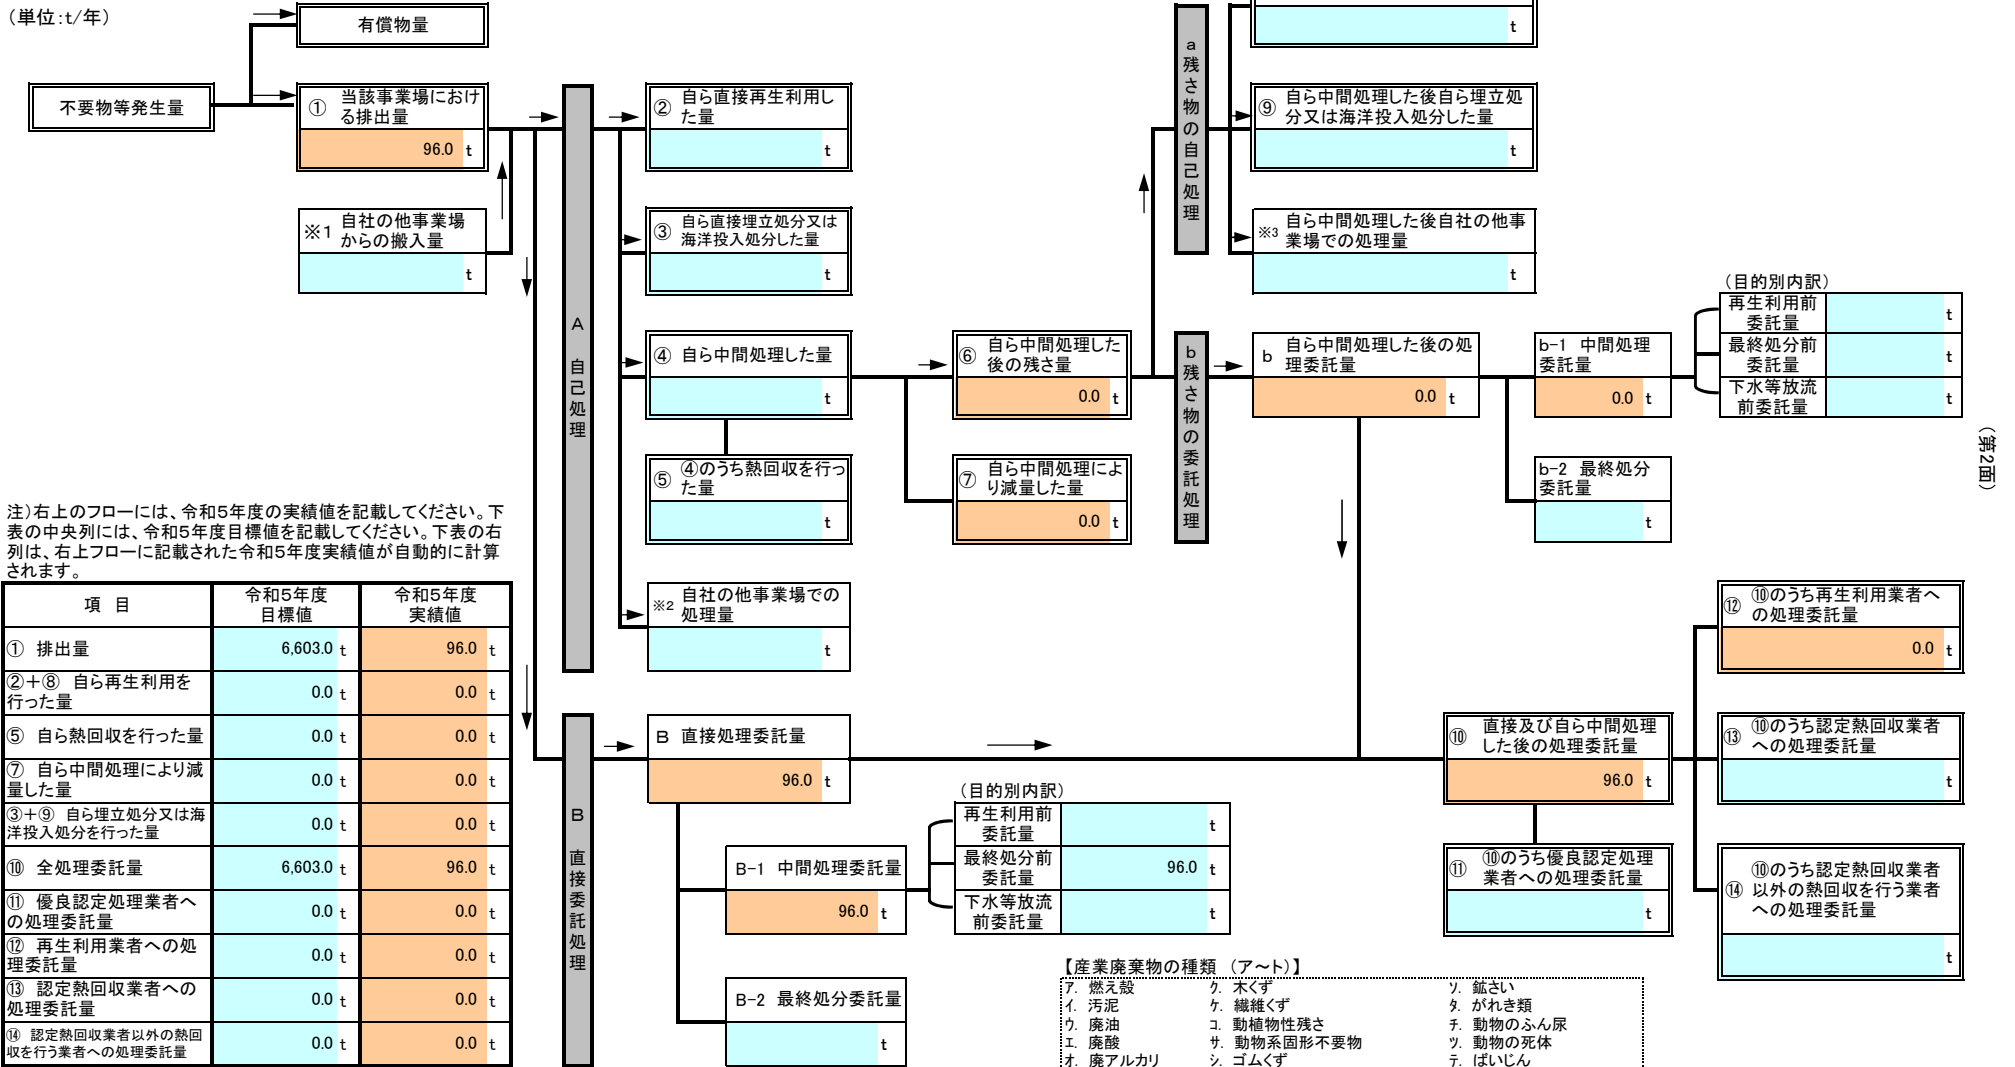 （単位:t/年）
有償物量
不要物等発生量
① 当該事業場におけ
る排出量
96.0 t
※1 自社の他事業場
からの搬入量
t
A 自己処理
② 自ら直接再生利用し
た量
t
③ 自ら直接埋立処分又は
海洋投入処分した量
t
④ 自ら中間処理した量
t
⑤ ④のうち熱回収を行っ
た量
t
※2 自社の他事業場での
処理量
t
⑥ 自ら中間処理した
後の残さ量
0.0 t
⑦ 自ら中間処理によ
り減量した量
0.0 t
a 残さ物の自己処理
t
⑨ 自ら中間処理した後自ら埋立処
分又は海洋投入処分した量
t
※3 自ら中間処理した後自社の他事
業場での処理量
t
b 残さ物の委託処理
b 自ら中間処理した後の処
理委託量
0.0 t
b-1 中間処理
委託量
0.0 t
b-2 最終処分
委託量
t
（目的別内訳）
再生利用前
委託量
t
最終処分前
委託量
t
下水等放流
前委託量
t
（第2面）
注）右上のフローには、令和5年度の実績値を記載してください。下
表の中央列には、令和5年度目標値を記載してください。下表の右
列は、右上フローに記載された令和5年度実績値が自動的に計算
されます。
項 目 令和5年度 目標値 令和5年度 実績値
① 排出量 6,603.0 t 96.0 t
②+⑧ 自ら再生利用を
行った量 0.0 t 0.0 t
⑤ 自ら熱回収を行った量 0.0 t 0.0 t
⑦ 自ら中間処理により減
量した量 0.0 t 0.0 t
③+⑨ 自ら埋立処分又は海
洋投入処分を行った量 0.0 t 0.0 t
⑩ 全処理委託量 6,603.0 t 96.0 t
⑪ 優良認定処理業者へ
の処理委託量 0.0 t 0.0 t
⑫ 再生利用業者への処
理委託量 0.0 t 0.0 t
⑬ 認定熱回収業者への
処理委託量 0.0 t 0.0 t
⑭ 認定熱回収業者以外の熱回
収を行う業者への処理委託量 0.0 t 0.0 t
B 直接委託処理
B 直接処理委託量
96.0 t
B-1 中間処理委託量
96.0 t
B-2 最終処分委託量
t
（目的別内訳）
再生利用前
委託量
t
最終処分前
委託量
96.0 t
下水等放流
前委託量
t
⑩ 直接及び自ら中間処理
した後の処理委託量
96.0 t
⑪ ⑩のうち優良認定処理
業者への処理委託量
t
⑫ ⑩のうち再生利用業者へ
の処理委託量
0.0 t
⑬ ⑩のうち認定熱回収業者
への処理委託量
t
⑭ ⑩のうち認定熱回収業者
以外の熱回収を行う業者
への処理委託量
t
【産業廃棄物の種類 （ア～ト）】
ア. 燃え殻 ク. 木くず ソ. 鉱さい
イ. 汚泥 ケ. 繊維くず タ. がれき類
ウ. 廃油 コ. 動植物性残さ チ. 動物のふん尿
エ. 廃酸 サ. 動物系固形不要物 ツ. 動物の死体
オ. 廃アルカリ シ. ゴムくず テ. ばいじん